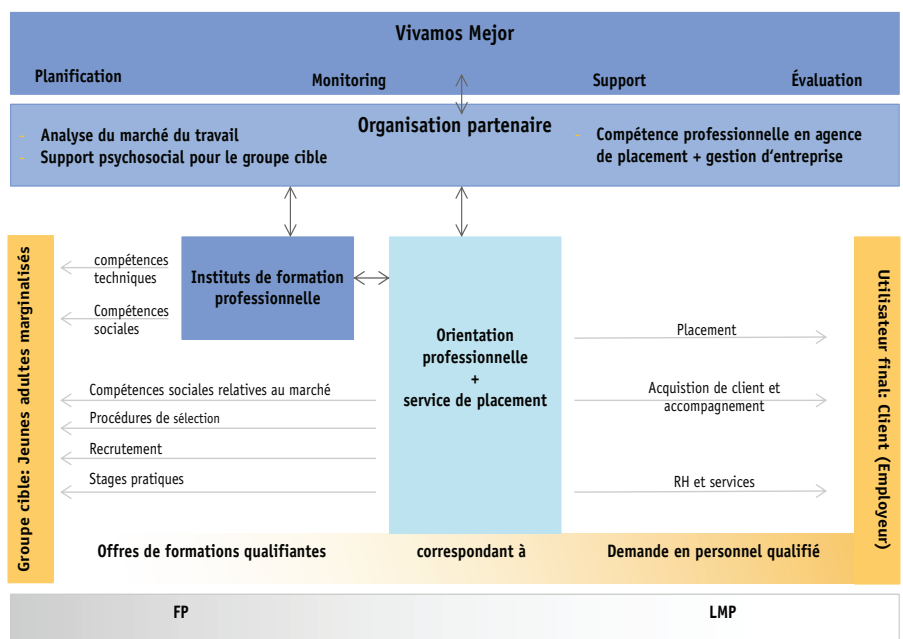 Vivamos Mejor
Planification
Monitoring
Support
Évaluation
Organisation partenaire
- Analyse du marché du travail
- Support psychosocial pour le groupe cible
- Compétence professionnelle en agence
de placement + gestion d'entreprise
Groupe cible: Jeunes adultes marginalisés
compétences
techniques
Compétences
sociales
Instituts de formation
professionnelle
Orientation
professionnelle
+
service de placement
Compétences sociales relatives au marché
Procédures de sélection
Recrutement
Stages pratiques
Placement
Acquistion de client et
accompagnement
RH et services
Utilisateur final: Client (Employeur)
Offres de formations qualifiantes
correspondant à
Demande en personnel qualifié
FP
LMP